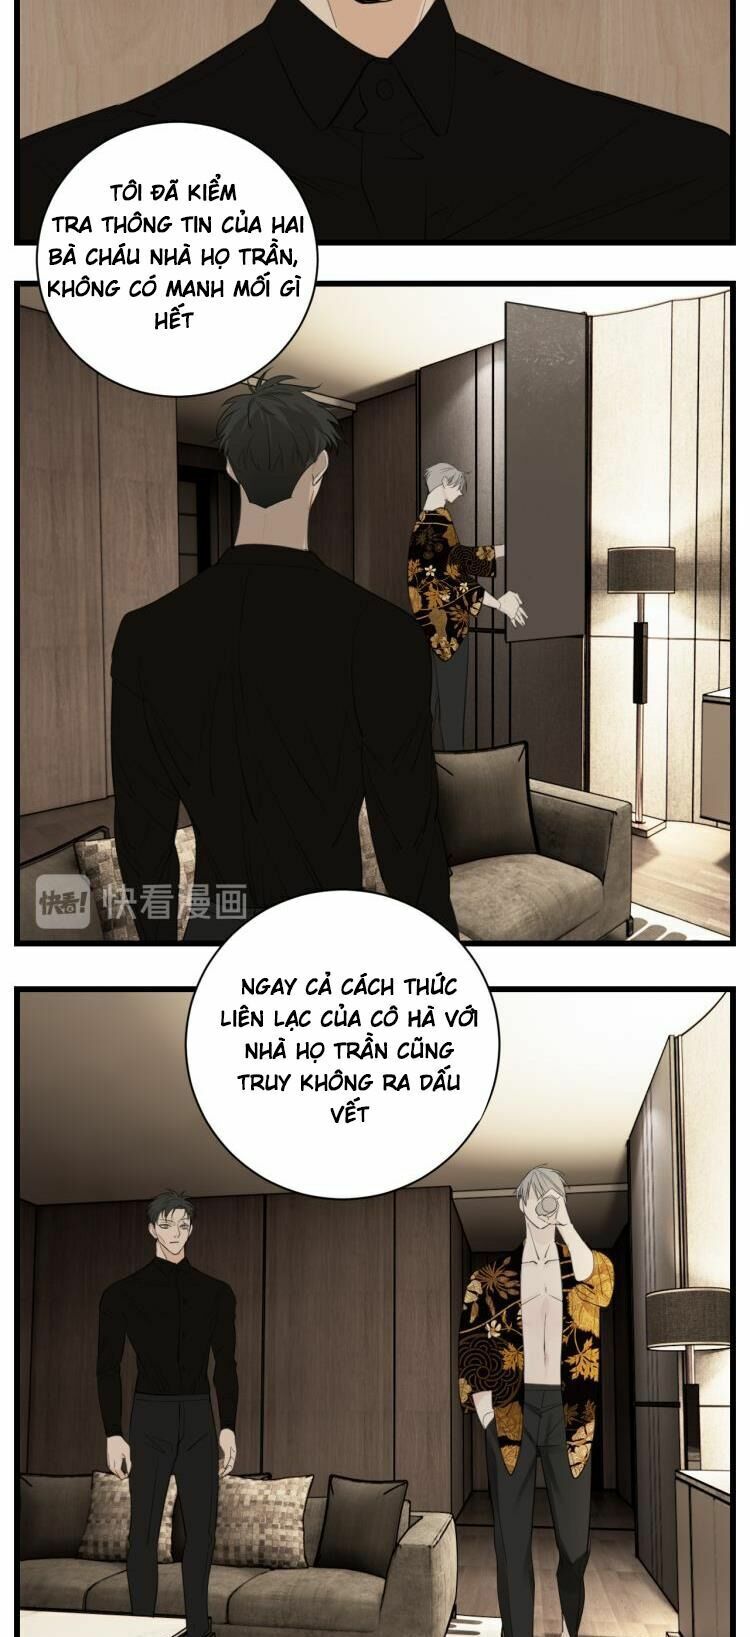 TÔI ĐÃ KIỂM
TRA THÔNG TIN CỦA HAI
BÀ CHÁU NHÀ HỌ TRẦN,
KHÔNG CÓ MANH MỐI GÌ
HẾT
快看! 快看漫画
NGAY CẢ CÁCH THỨC
LIÊN LẠC CỦA CÔ HÀ VỚI
NHÀ HỌ TRẦN CŨNG
TRUY KHÔNG RA DẤU
VẾT